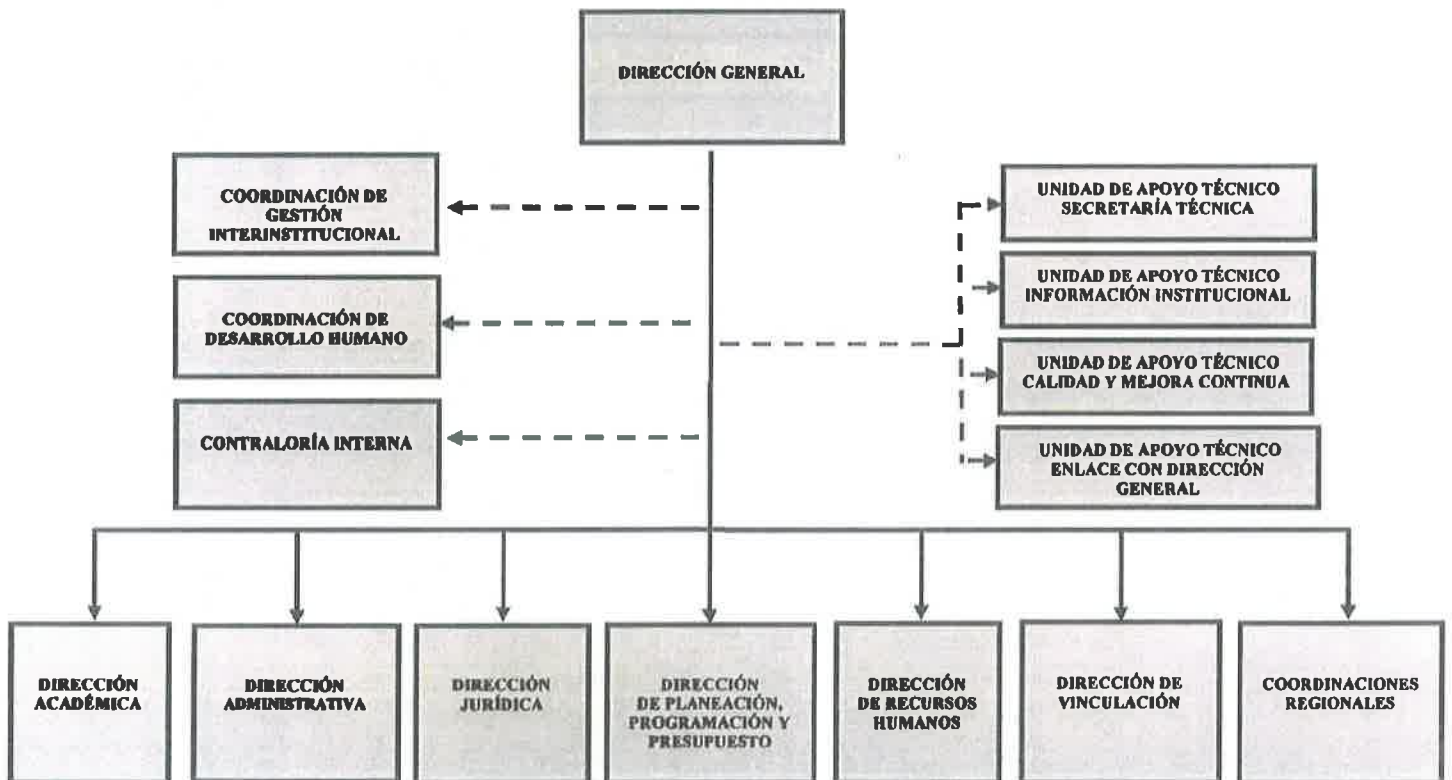 DIRECCIÓN GENERAL
COORDINACIÓN DE
GESTIÓN
INTERINSTITUCIONAL
COORDINACIÓN DE
DESARROLLO HUMANO
CONTRALORÍA INTERNA
UNIDAD DE APOYO TÉCNICO
SECRETARÍA TÉCNICA
UNIDAD DE APOYO TÉCNICO
INFORMACIÓN INSTITUCIONAL
UNIDAD DE APOYO TÉCNICO
CALIDAD Y MEJORA CONTINUA
UNIDAD DE APOYO TÉCNICO
ENLACE CON DIRECCIÓN
GENERAL
DIRECCIÓN
ACADÉMICA
DIRECCIÓN
ADMINISTRATIVA
DIRECCIÓN
JURÍDICA
DIRECCIÓN
DE PLANEACIÓN,
PROGRAMACIÓN Y
PRESUPUESTO
DIRECCIÓN
DE RECURSOS
HUMANOS
DIRECCIÓN DE
VINCULACIÓN
COORDINACIONES
REGIONALES